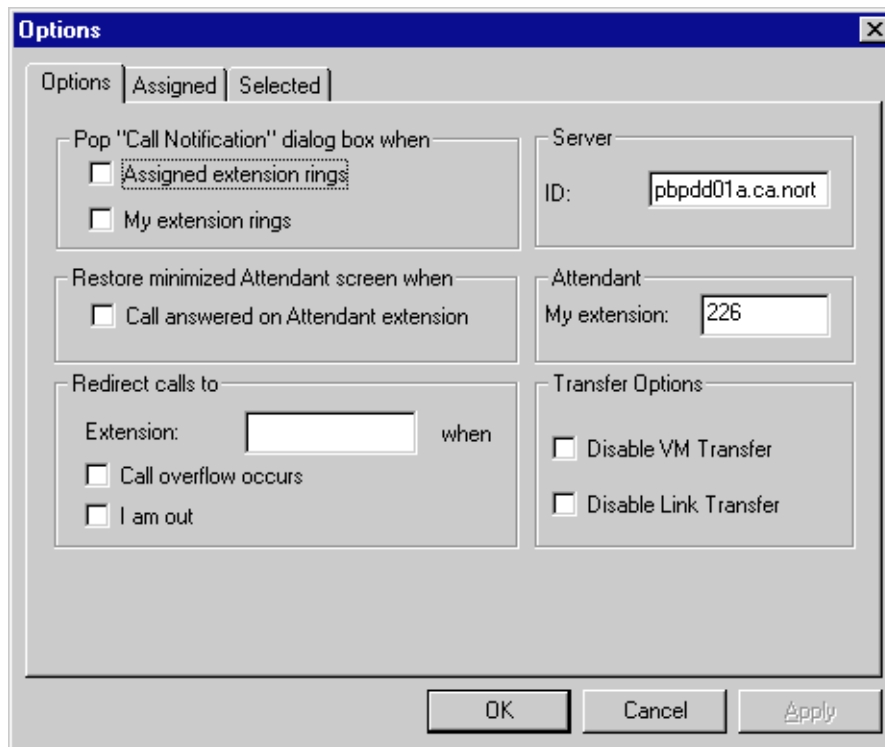 Options
Options
Assigned
Selected
Pop "Call Notification" dialog box when
Assigned extension rings
My extension rings
Server
ID:
pbpdd01a.ca.nort
Restore minimized Attendant screen when
Call answered on Attendant extension
Attendant
My extension:
226
Redirect calls to
Extension:
when
Call overflow occurs
I am out
Transfer Options
Disable VM Transfer
Disable Link Transfer
OK
Cancel
Apply